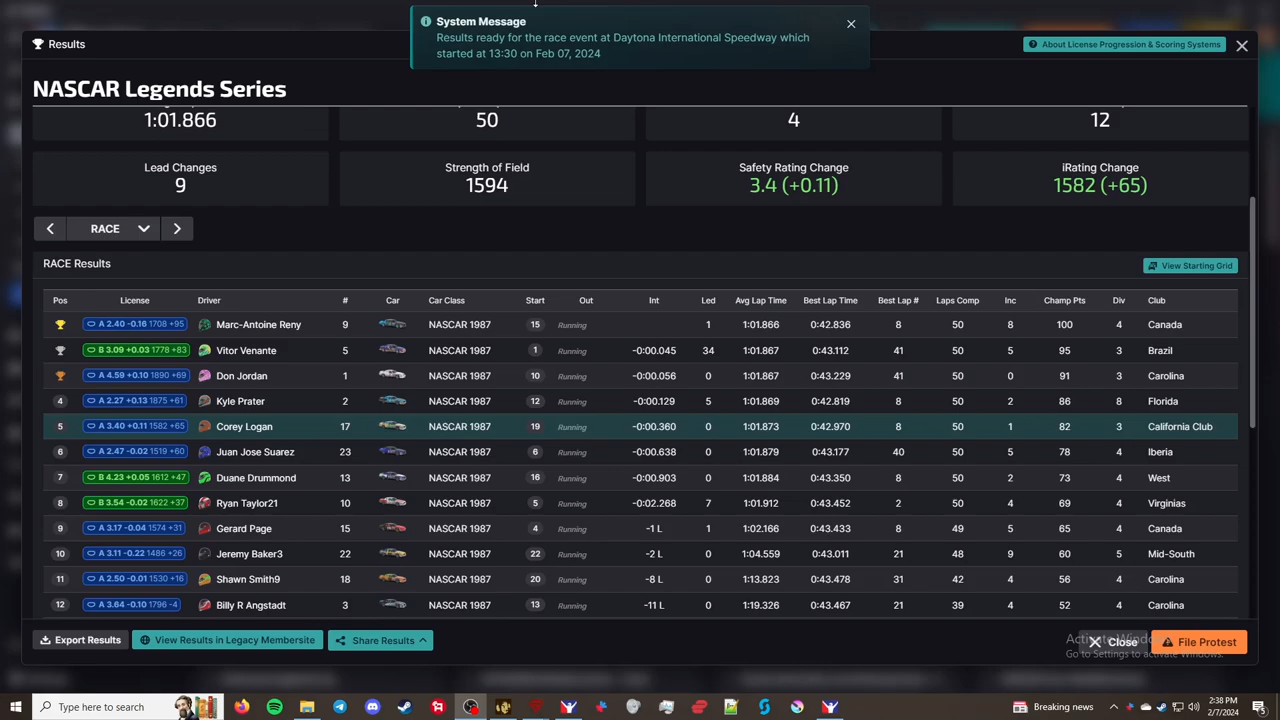 System Message
Results ready for the race event at Daytona International Speedway which
started at 13:30 on Feb 07, 2024
Results
About License Progression & Scoring Systems
NASCAR Legends Series
1:01.866 50 4 12
Lead Changes Strength of Field Safety Rating Change iRating Change
9 1594 3.4 (+0.11) 1582 (+65)
RACE
RACE Results
View Starting Grid
Pos License Driver # Car Car Class Start Out Int Led Avg Lap Time Best Lap Time Best Lap # Laps Comp Inc Champ Pts Div Club
A 2.40 -0.16 1708 +95 Marc-Antoine Reny 9 NASCAR 1987 15 Running 1 1:01.866 0:42.836 8 50 8 100 4 Canada
B 3.09 +0.03 1778 +83 Vitor Venante 5 NASCAR 1987 1 Running -0:00.045 34 1:01.867 0:43.112 41 50 5 95 3 Brazil
A 4.59 +0.10 1890 +69 Don Jordan 1 NASCAR 1987 10 Running -0:00.056 0 1:01.867 0:43.229 41 50 0 91 3 Carolina
4 A 2.27 +0.13 1875 +61 Kyle Prater 2 NASCAR 1987 12 Running -0:00.129 5 1:01.869 0:42.819 8 50 2 86 8 Florida
5 A 3.40 +0.11 1582 +65 Corey Logan 17 NASCAR 1987 19 Running -0:00.360 0 1:01.873 0:42.970 8 50 1 82 3 California Club
6 A 2.47 -0.02 1519 +60 Juan Jose Suarez 23 NASCAR 1987 6 Running -0:00.638 0 1:01.879 0:43.177 40 50 5 78 4 Iberia
7 B 4.23 +0.05 1612 +47 Duane Drummond 13 NASCAR 1987 16 Running -0:00.903 0 1:01.884 0:43.350 8 50 2 73 4 West
8 B 3.54 -0.02 1622 +37 Ryan Taylor21 10 NASCAR 1987 5 Running -0:02.268 7 1:01.912 0:43.452 2 50 4 69 4 Virginias
9 A 3.17 -0.04 1574 +31 Gerard Page 15 NASCAR 1987 4 Running -1 L 1 1:02.166 0:43.433 8 49 5 65 4 Canada
10 A 3.11 -0.22 1486 +26 Jeremy Baker3 22 NASCAR 1987 22 Running -2 L 0 1:04.559 0:43.011 21 48 9 60 5 Mid-South
11 A 2.50 -0.01 1530 +16 Shawn Smith9 18 NASCAR 1987 20 Running -8 L 0 1:13.823 0:43.478 31 42 4 56 4 Carolina
12 A 3.64 -0.10 1796 -4 Billy R Angstadt 3 NASCAR 1987 13 Running -11 L 0 1:19.326 0:43.467 21 39 4 52 4 Carolina
Export Results View Results in Legacy Membersite Share Results Close File Protest
Activate Windows
Go to Settings to activate Windows.
Type here to search
Breaking news
2:38 PM
2/7/2024